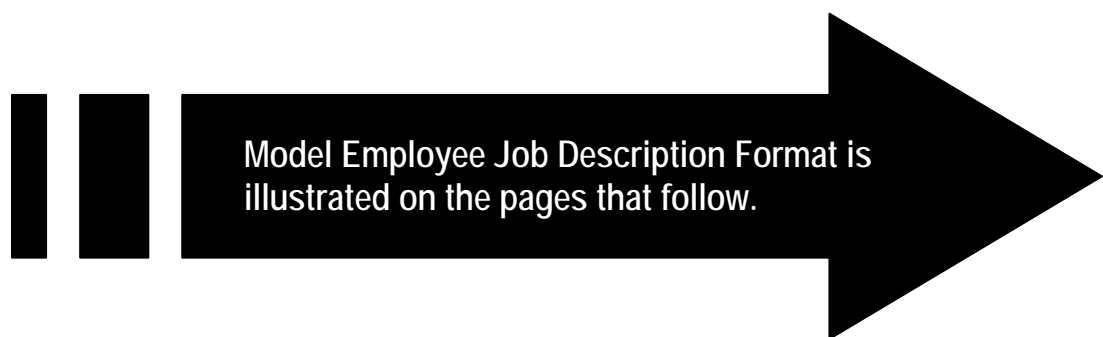 Model Employee Job Description Format is
illustrated on the pages that follow.